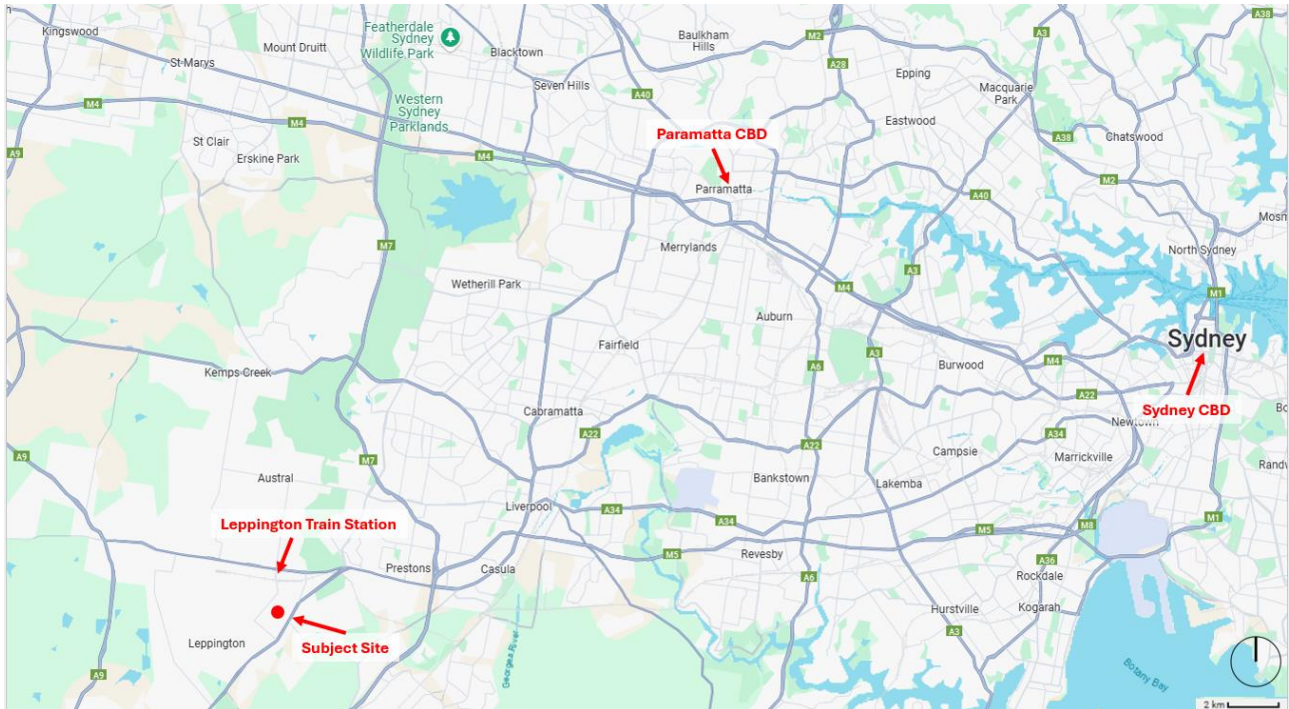 Kingswood
Mount Druitt
Featherdale
Sydney
Wildlife Park
Blacktown
Baulkham
Hills
M2
A3
A38
A28
Epping
St Marys
Seven Hills
Macquarie
Park
M4
M4
Western
Sydney
Parklands
A40
Eastwood
A38
Chatswood
St Clair
Erskine Park
Paramatta CBD
A9
M4
M2
Parramatta
A40
Mosm
M7
Merrylands
North Sydney
A3
Wetherill Park
M4
M1
Auburn
Sydney
Fairfield
A3
Burwood
M4
Kemps Creek
A6
A22
Sydney CBD
Cabramatta
A22
A22
A34
Newtown
Bo
A9
M7
Campsie
Marrickville
Randw
Austral
Bankstown
Lakemba
Liverpool
A34
A34
M1
Leppington Train Station
M8
M5
M5
Revesby
Prestons
Casula
A36
A6
Rockdale
Hurstville
Kogarah
Leppington
Subject Site
A3
Georges River
Botany Bay
A9
2 km